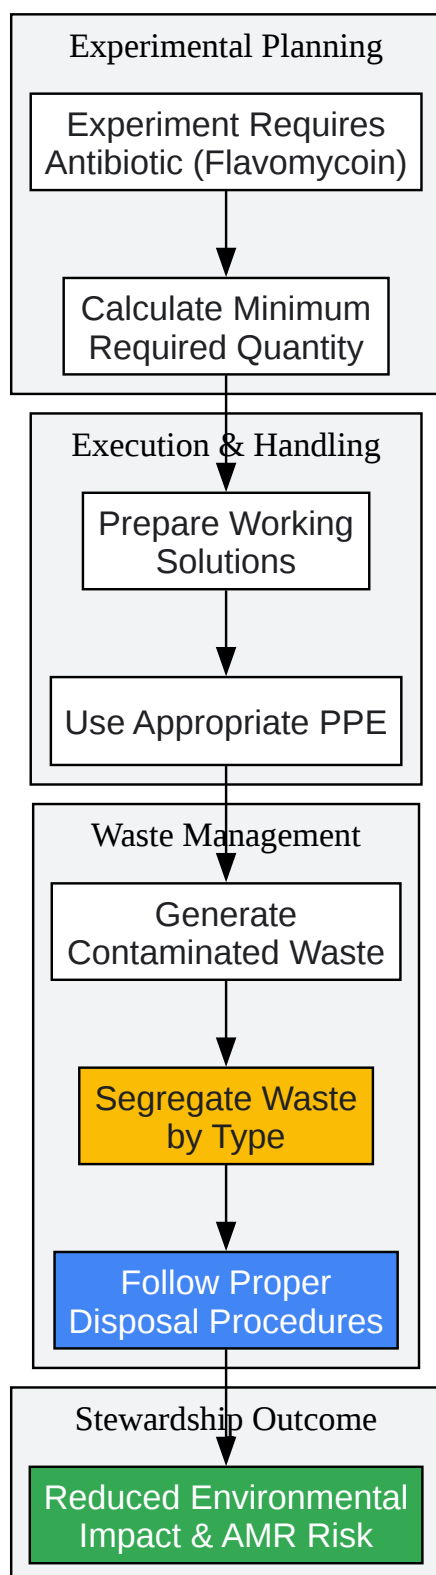 Experimental Planning
Experiment Requires
Antibiotic (Flavomycoin)
Calculate Minimum
Required Quantity
Execution & Handling
Prepare Working
Solutions
Use Appropriate PPE
Waste Management
Generate
Contaminated Waste
Segregate Waste
by Type
Follow Proper
Disposal Procedures
Stewardship Outcome
Reduced Environmental
Impact & AMR Risk